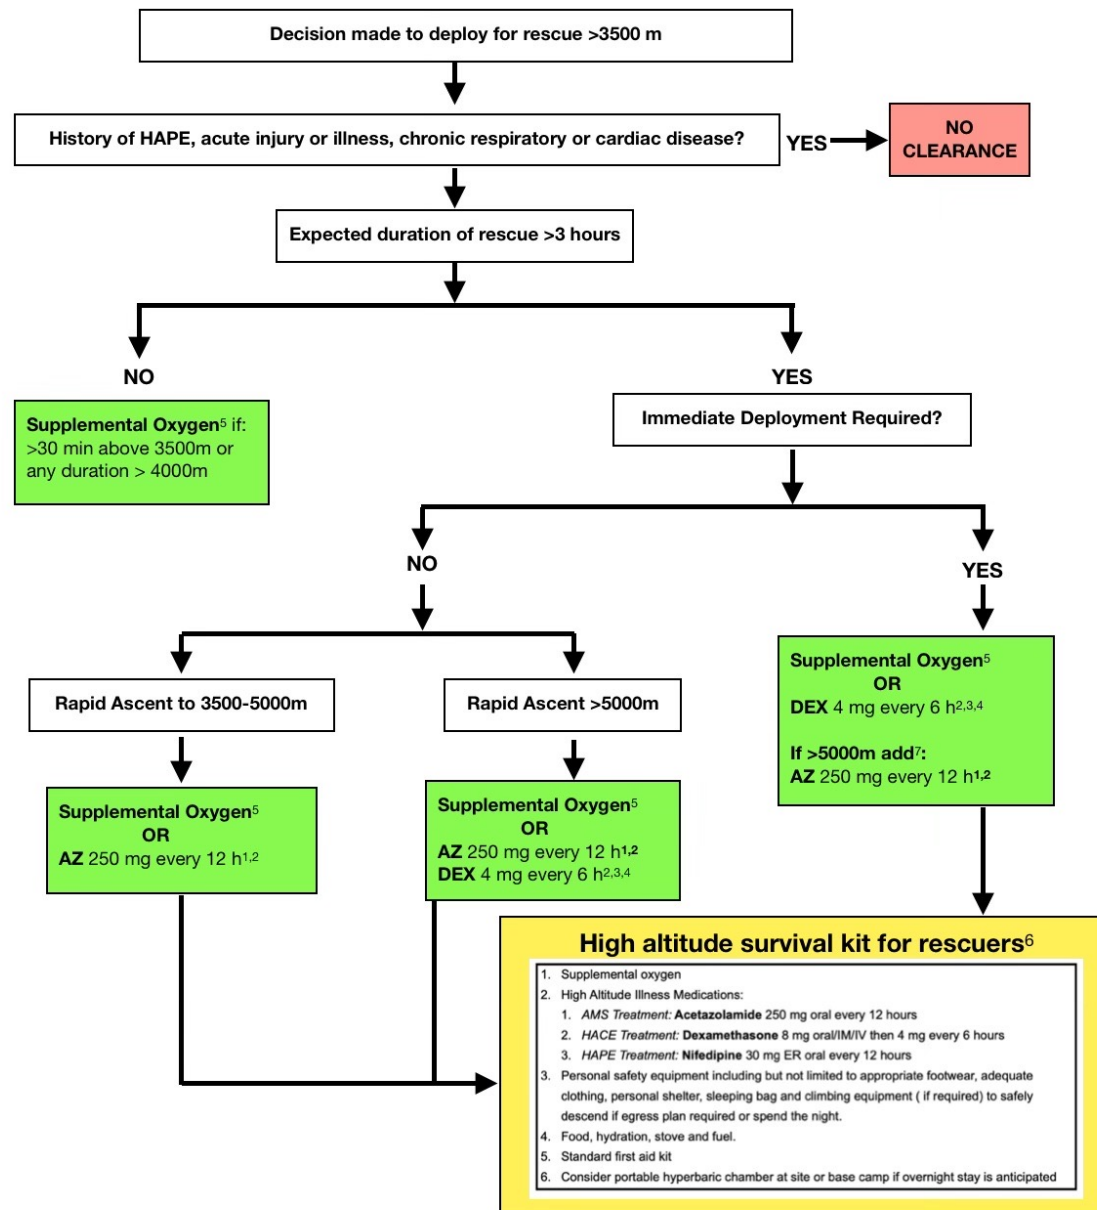 Decision made to deploy for rescue >3500 m
History of HAPE, acute injury or illness, chronic respiratory or cardiac disease?
YES
NO
CLEARANCE
Expected duration of rescue >3 hours
NO
YES
Supplemental Oxygen⁵ if:
>30 min above 3500m or
any duration > 4000m
Immediate Deployment Required?
NO
YES
Rapid Ascent to 3500-5000m
Rapid Ascent >5000m
Supplemental Oxygen⁵
OR
DEX 4 mg every 6 h²,³,⁴
If >5000m add⁷:
AZ 250 mg every 12 h¹,²
Supplemental Oxygen⁵
OR
AZ 250 mg every 12 h¹,²
Supplemental Oxygen⁵
OR
AZ 250 mg every 12 h¹,²
DEX 4 mg every 6 h²,³,⁴
High altitude survival kit for rescuers⁶
1. Supplemental oxygen
2. High Altitude Illness Medications:
1. AMS Treatment: Acetazolamide 250 mg oral every 12 hours
2. HACE Treatment: Dexamethasone 8 mg oral/IM/IV then 4 mg every 6 hours
3. HAPE Treatment: Nifedipine 30 mg ER oral every 12 hours
3. Personal safety equipment including but not limited to appropriate footwear, adequate
clothing, personal shelter, sleeping bag and climbing equipment ( if required) to safely
descend if egress plan required or spend the night.
4. Food, hydration, stove and fuel.
5. Standard first aid kit
6. Consider portable hyperbaric chamber at site or base camp if overnight stay is anticipated